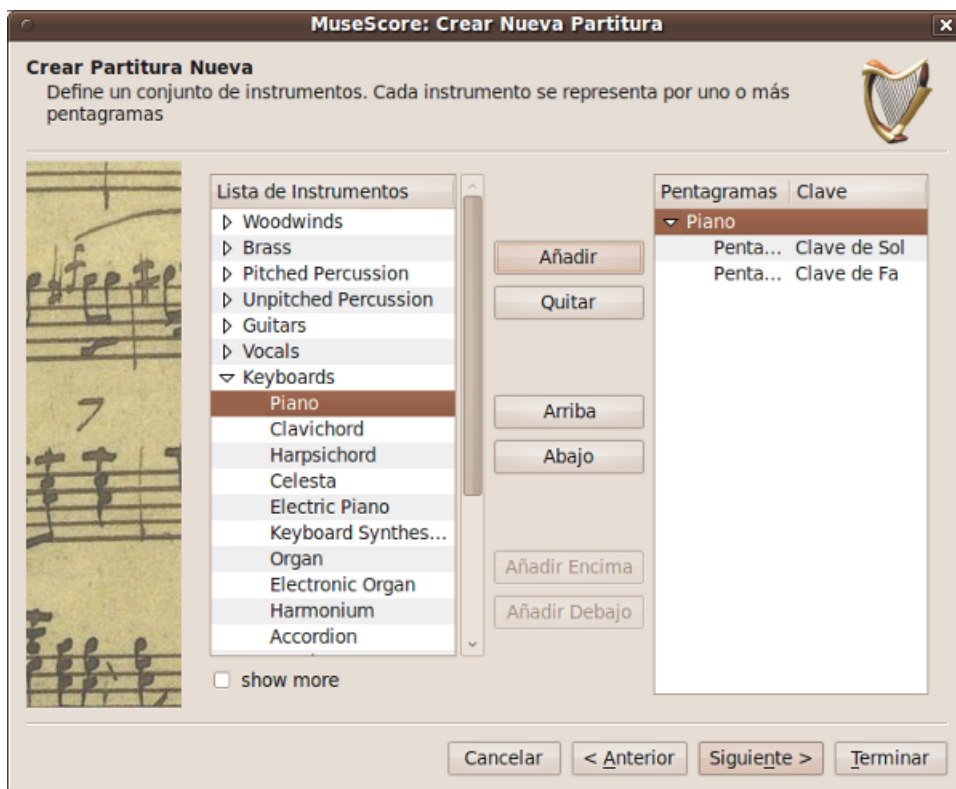 MuseScore: Crear Nueva Partitura
Crear Partitura Nueva
Define un conjunto de instrumentos. Cada instrumento se representa por uno o más
pentagramas
Lista de Instrumentos
Woodwinds
Brass
Pitched Percussion
Unpitched Percussion
Guitars
Vocals
Keyboards
Piano
Clavichord
Harpsichord
Celesta
Electric Piano
Keyboard Synthes...
Organ
Electronic Organ
Harmonium
Accordion
show more
Añadir
Quitar
Arriba
Abajo
Añadir Encima
Añadir Debajo
Pentagramas Clave
Piano
Penta... Clave de Sol
Penta... Clave de Fa
7
Cancelar
< Anterior
Siguiente >
Terminar